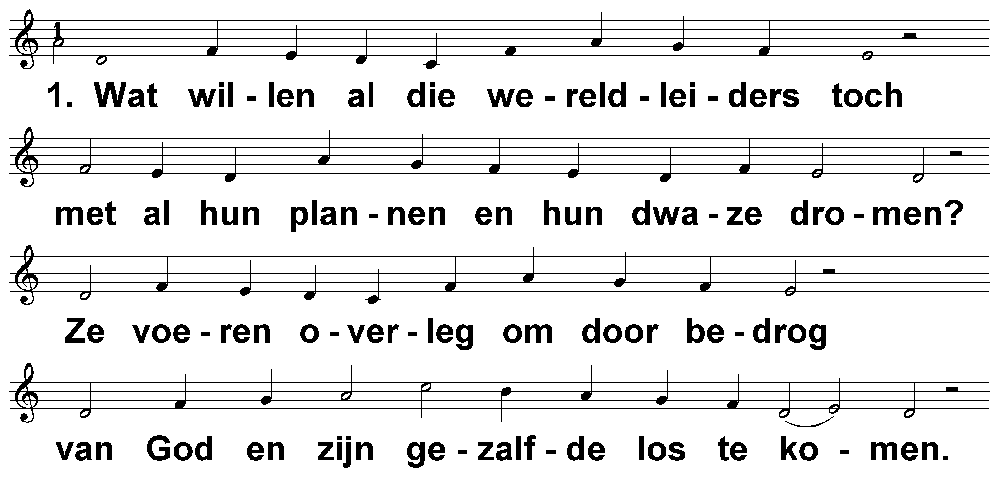 1
1. Wat wil - len al die we - reld - lei - ders toch
met al hun plan - nen en hun dwa - ze dro - men?
Ze voe - ren o - ver - leg om door be - drog
van God en zijn ge - zalf - de los te ko - men.